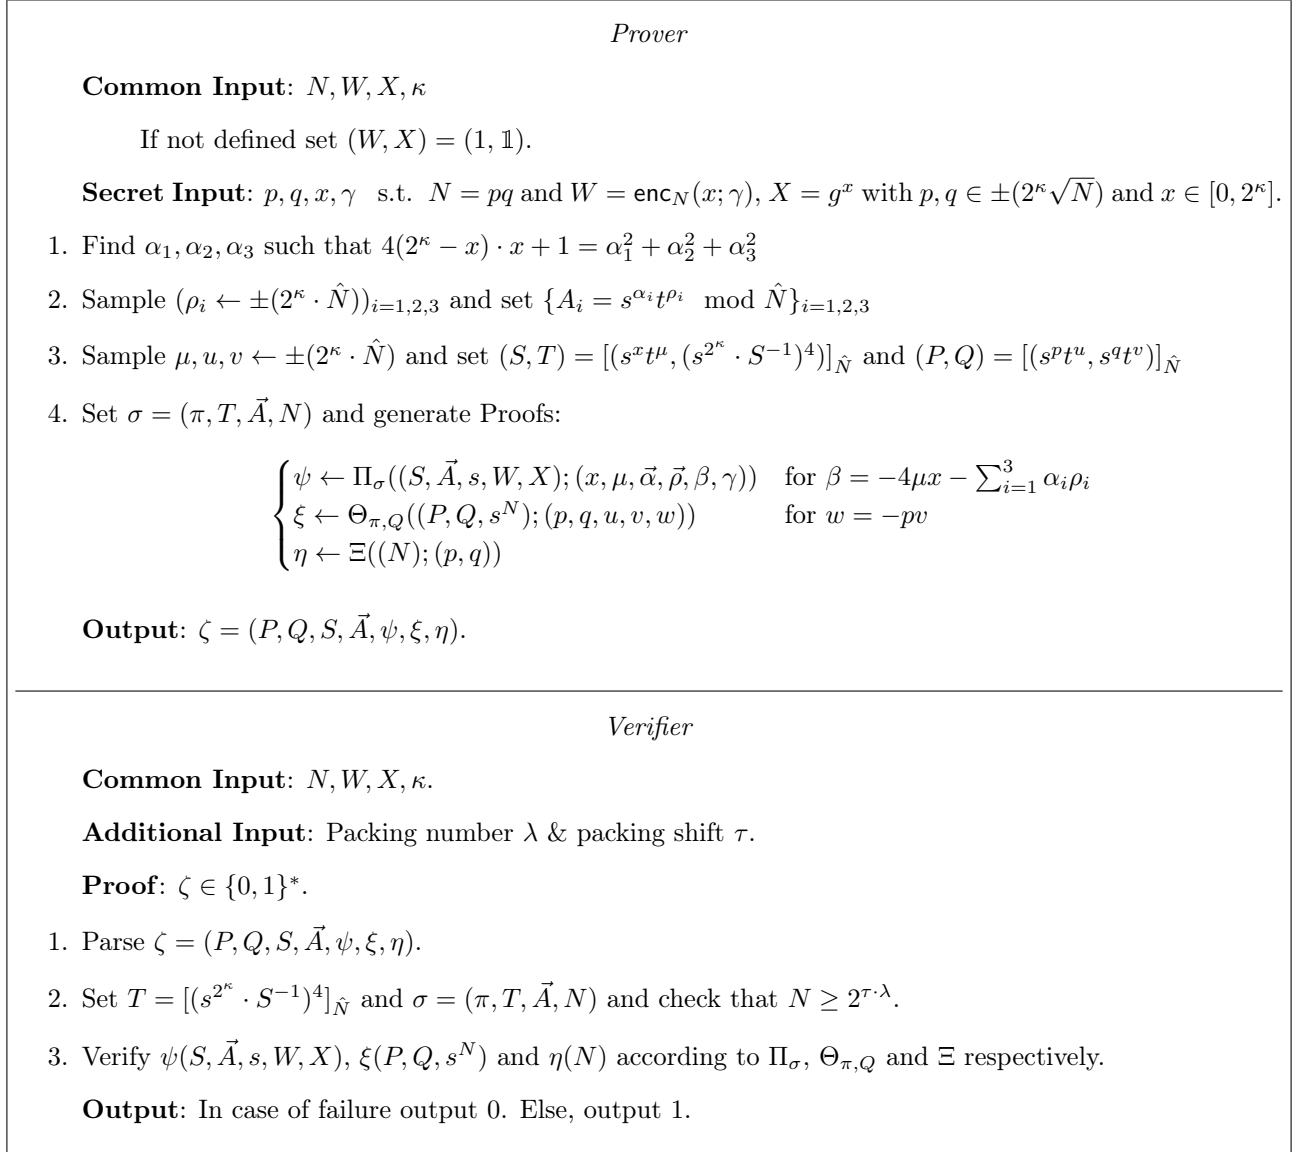 Prover
Common Input: N, W, X, κ
If not defined set (W, X) = (1, 𝟙).
Secret Input: p, q, x, γ s.t. N = pq and W = enc_N(x; γ), X = g^x with p, q ∈ ±(2^κ √N) and x ∈ [0, 2^κ].
1. Find α_1, α_2, α_3 such that 4(2^κ − x) · x + 1 = α_1^2 + α_2^2 + α_3^2
2. Sample (ρ_i ← ±(2^κ · N̂))_{i=1,2,3} and set {A_i = s^{α_i} t^{ρ_i} mod N̂}_{i=1,2,3}
3. Sample μ, u, v ← ±(2^κ · N̂) and set (S, T) = [(s^x t^μ, (s^{2^κ} · S^{−1})^4)]_{N̂} and (P, Q) = [(s^p t^u, s^q t^v)]_{N̂}
4. Set σ = (π, T, A⃗, N) and generate Proofs:
ψ ← Π_σ((S, A⃗, s, W, X); (x, μ, α⃗, ρ⃗, β, γ)) for β = −4μx − ∑_{i=1}^{3} α_i ρ_i
ξ ← Θ_{π,Q}((P, Q, s^N); (p, q, u, v, w)) for w = −pv
η ← Ξ((N); (p, q))
Output: ζ = (P, Q, S, A⃗, ψ, ξ, η).
Verifier
Common Input: N, W, X, κ.
Additional Input: Packing number λ & packing shift τ.
Proof: ζ ∈ {0, 1}^*.
1. Parse ζ = (P, Q, S, A⃗, ψ, ξ, η).
2. Set T = [(s^{2^κ} · S^{−1})^4]_{N̂} and σ = (π, T, A⃗, N) and check that N ≥ 2^{τ·λ}.
3. Verify ψ(S, A⃗, s, W, X), ξ(P, Q, s^N) and η(N) according to Π_σ, Θ_{π,Q} and Ξ respectively.
Output: In case of failure output 0. Else, output 1.